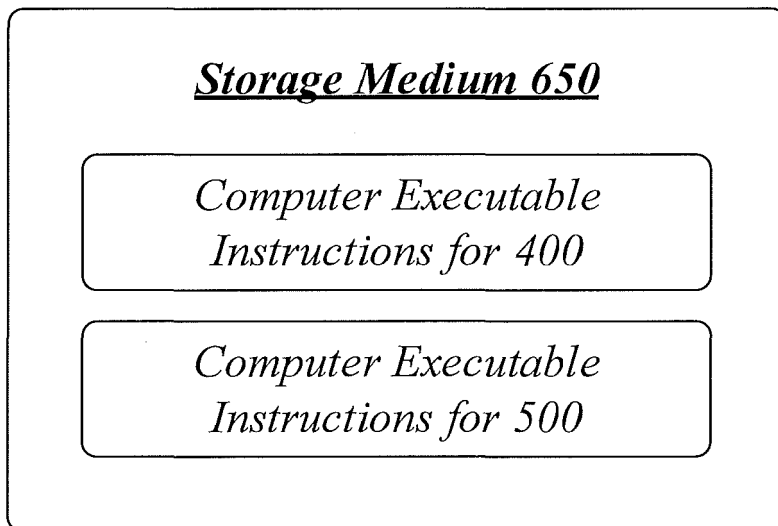 Storage Medium 650
Computer Executable
Instructions for 400
Computer Executable
Instructions for 500